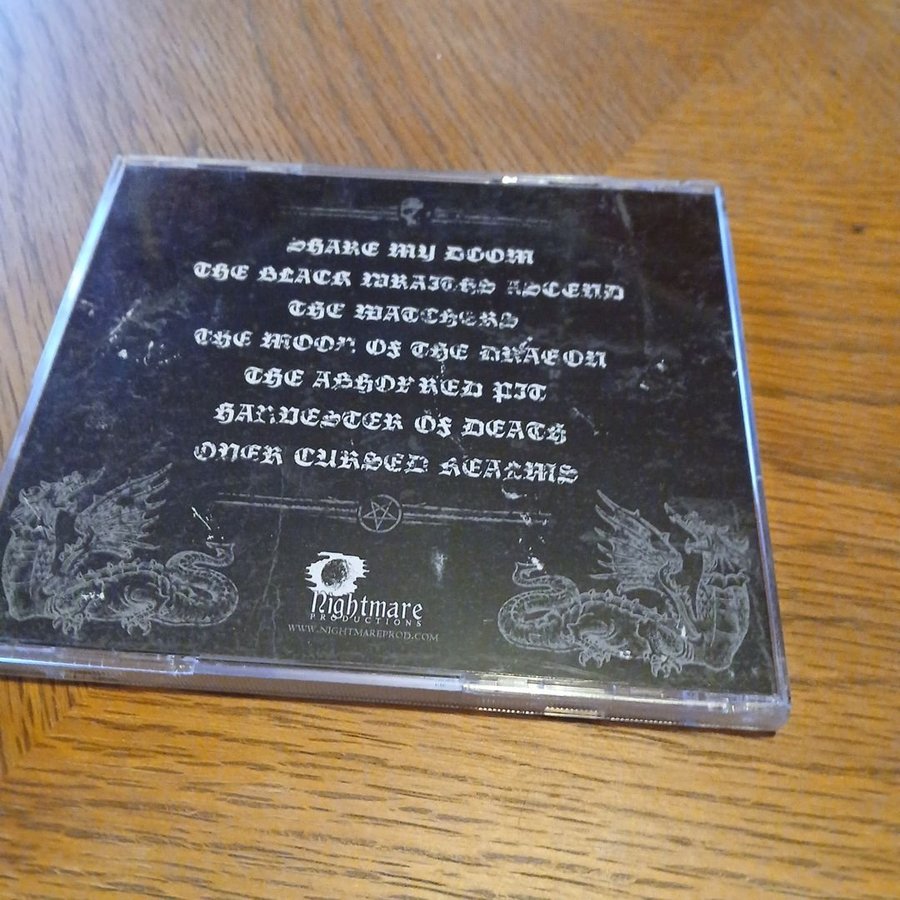 SHARE MY DOOM
THE BLACK WRAITHS ASCEND
THE WATCHERS
THE MOON OF THE DRAGON
THE ABHORRED PIT
HARVESTER OF DEATH
OVER CURSED REALMS
Nightmare
PRODUCTIONS
WWW.NIGHTMAREPROD.COM